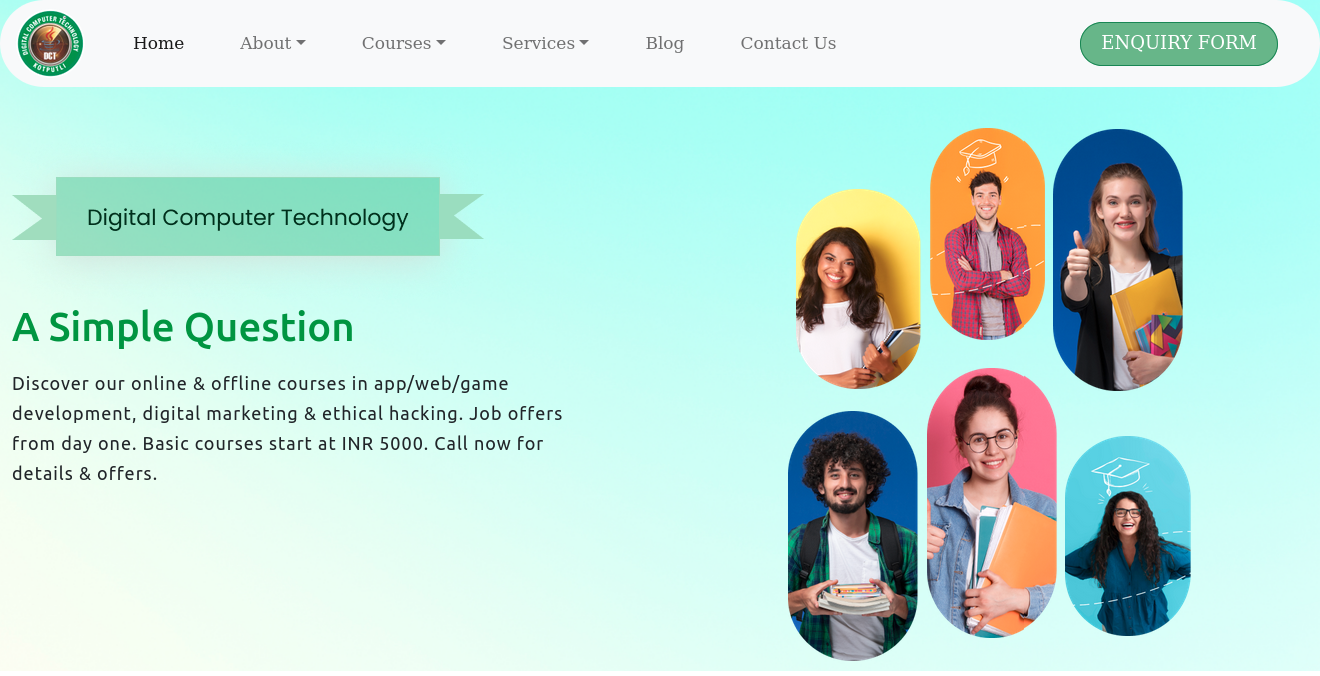 DIGITAL COMPUTER TECHNOLOGY
DCT
KOTPUTLI
Home
About
Courses
Services
Blog
Contact Us
ENQUIRY FORM
Digital Computer Technology
A Simple Question
Discover our online & offline courses in app/web/game
development, digital marketing & ethical hacking. Job offers
from day one. Basic courses start at INR 5000. Call now for
details & offers.